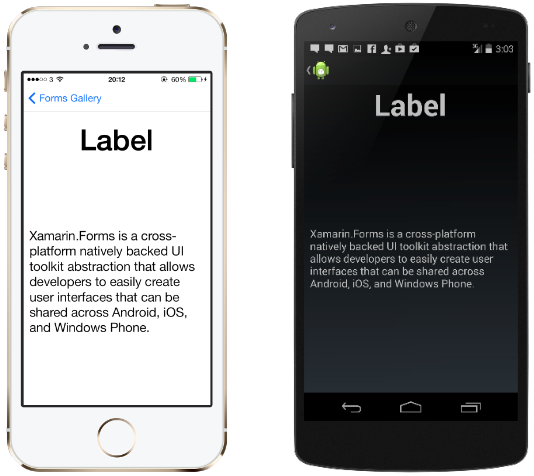 ●●●○○ 3 20:12 60%
Forms Gallery
Label
Xamarin.Forms is a cross-
platform natively backed UI
toolkit abstraction that allows
developers to easily create
user interfaces that can be
shared across Android, iOS,
and Windows Phone.
3:03
Label
Xamarin.Forms is a cross-platform
natively backed UI toolkit abstraction that
allows developers to easily create user
interfaces that can be shared across
Android, iOS, and Windows Phone.